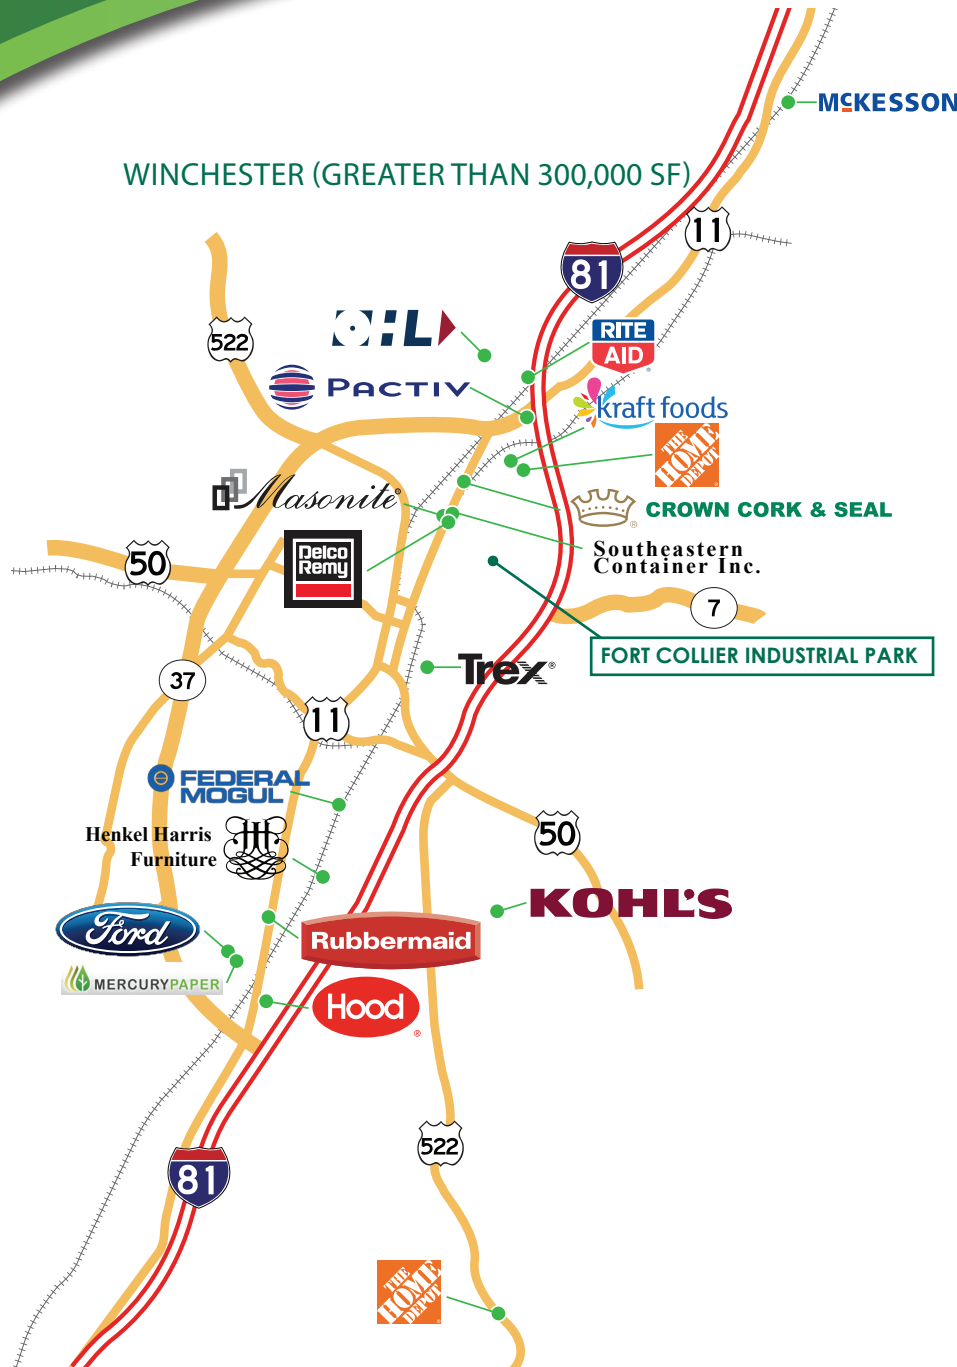 McKESSON
WINCHESTER (GREATER THAN 300,000 SF)
11
81
522
OHL
RITE
AID
PACTIV
kraft foods
THE
HOME
DEPOT
Masonite®
CROWN CORK & SEAL
®
Delco
Remy
Southeastern
Container Inc.
50
7
FORT COLLIER INDUSTRIAL PARK
Trex®
37
11
FEDERAL
MOGUL
Henkel Harris
Furniture
HH
50
KOHL'S
Ford
Rubbermaid
MERCURYPAPER
Hood
®
522
81
THE
HOME
DEPOT